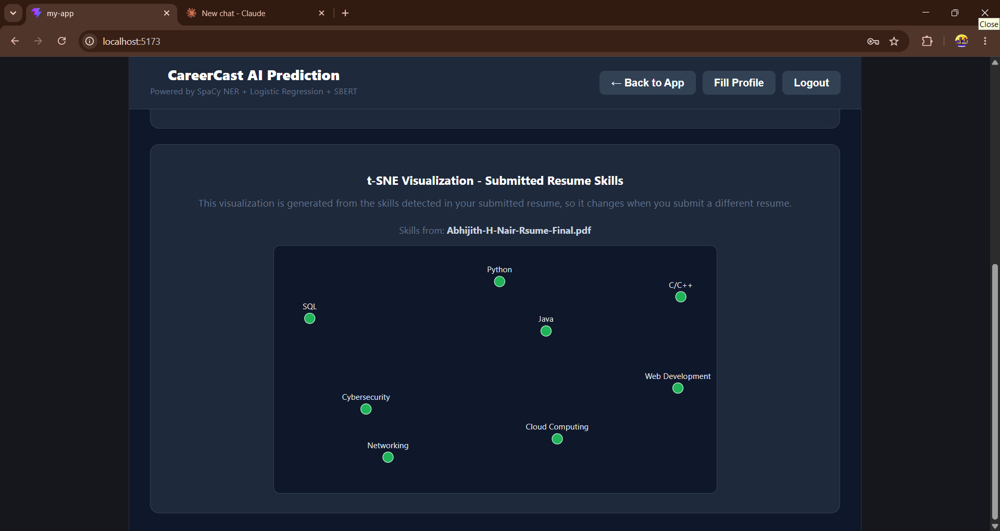 my-app
New chat - Claude
Close
localhost:5173
CareerCast AI Prediction
Powered by SpaCy NER + Logistic Regression + SBERT
← Back to App
Fill Profile
Logout
t-SNE Visualization - Submitted Resume Skills
This visualization is generated from the skills detected in your submitted resume, so it changes when you submit a different resume.
Skills from: Abhijith-H-Nair-Rsume-Final.pdf
Python
C/C++
SQL
Java
Web Development
Cybersecurity
Cloud Computing
Networking